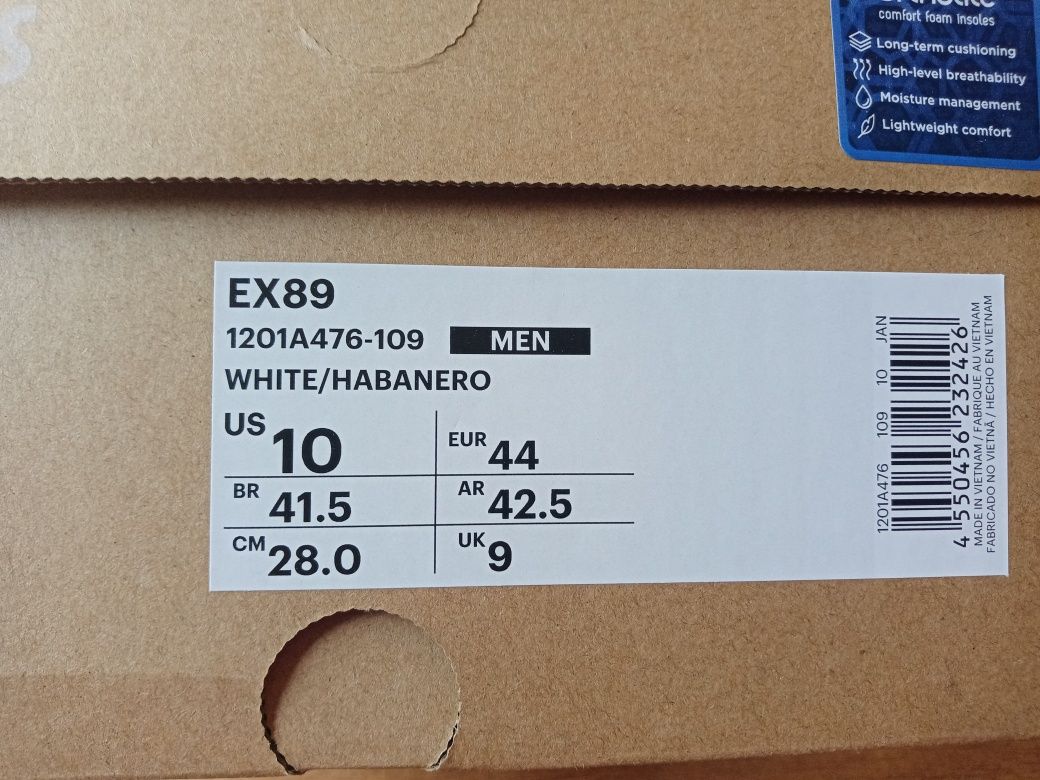 comfort foam insoles
Long-term cushioning
High-level breathability
Moisture management
Lightweight comfort
EX89
1201A476-109 MEN
WHITE/HABANERO
US 10 EUR 44
BR 41.5 AR 42.5
CM 28.0 UK 9
1201A476 109 10 JAN
4 550456 232426
MADE IN VIETNAM / FABRIQUE AU VIETNAM
FABRICADO NO VIETNÃ / HECHO EN VIETNAM